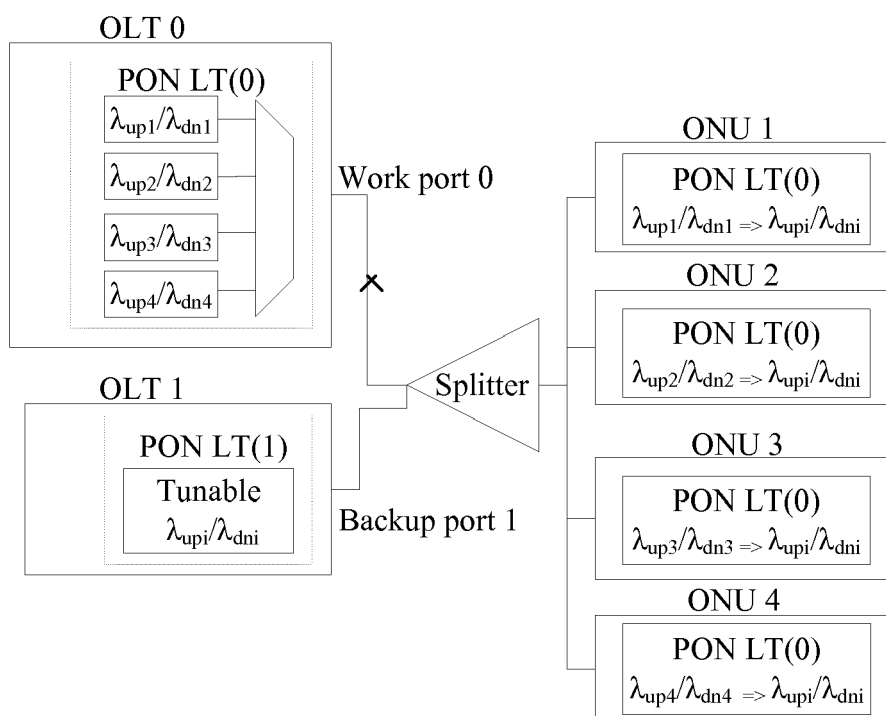 OLT 0
PON LT(0)
λup1/λdn1
λup2/λdn2
λup3/λdn3
λup4/λdn4
Work port 0
OLT 1
PON LT(1)
Tunable
λupi/λdni
Backup port 1
Splitter
ONU 1
PON LT(0)
λup1/λdn1 => λupi/λdni
ONU 2
PON LT(0)
λup2/λdn2 => λupi/λdni
ONU 3
PON LT(0)
λup3/λdn3 => λupi/λdni
ONU 4
PON LT(0)
λup4/λdn4 => λupi/λdni